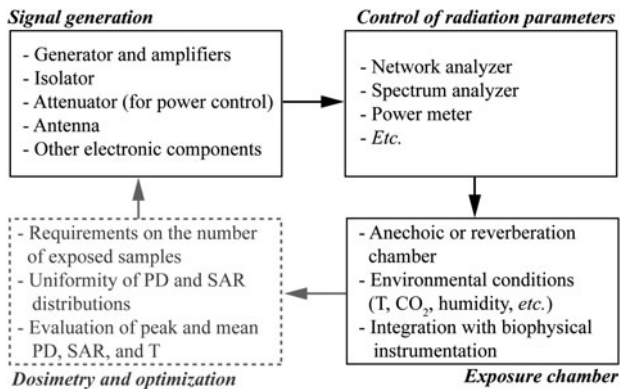 Signal generation
- Generator and amplifiers
- Isolator
- Attenuator (for power control)
- Antenna
- Other electronic components
Control of radiation parameters
- Network analyzer
- Spectrum analyzer
- Power meter
- Etc.
- Requirements on the number
of exposed samples
- Uniformity of PD and SAR
distributions
- Evaluation of peak and mean
PD, SAR, and T
Dosimetry and optimization
- Anechoic or reverberation
chamber
- Environmental conditions
(T, CO₂, humidity, etc.)
- Integration with biophysical
instrumentation
Exposure chamber